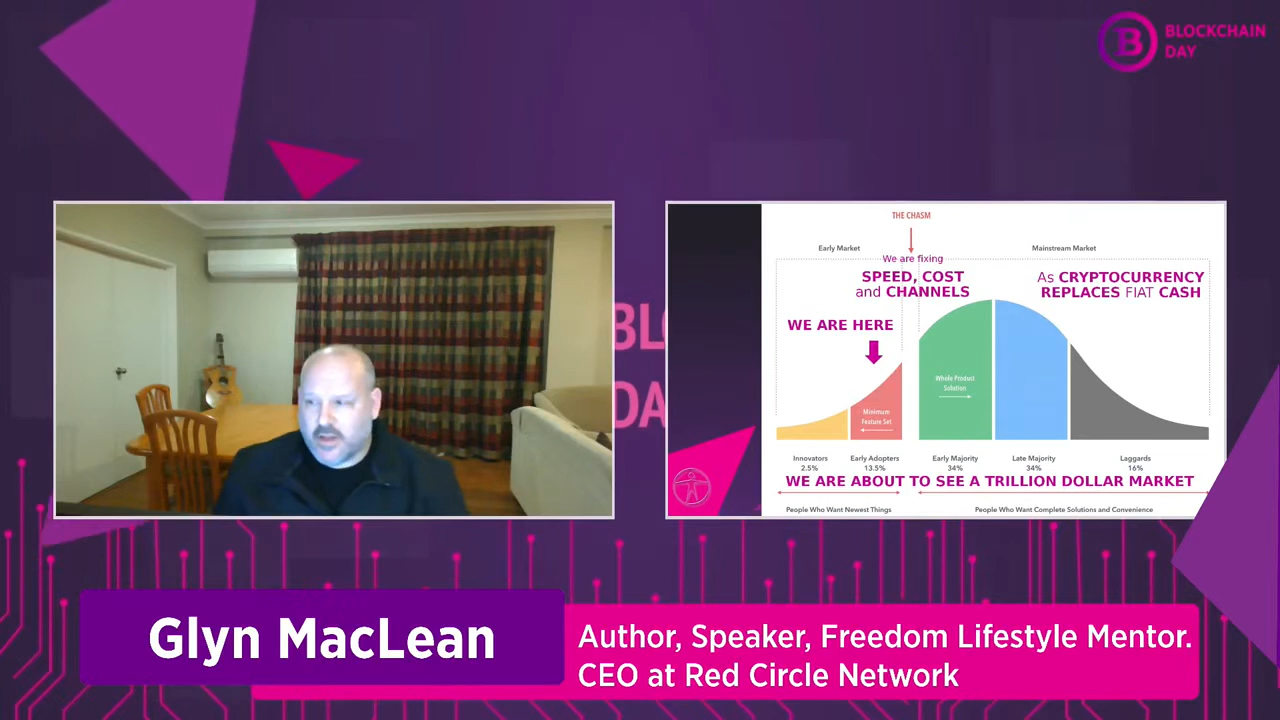 BLOCKCHAIN
DAY
THE CHASM
Early Market
Mainstream Market
We are fixing
SPEED, COST
and CHANNELS
As CRYPTOCURRENCY
REPLACES FIAT CASH
WE ARE HERE
Whole Product
Solution
Minimum
Feature Set
Innovators
2.5%
Early Adopters
13.5%
Early Majority
34%
Late Majority
34%
Laggards
16%
WE ARE ABOUT TO SEE A TRILLION DOLLAR MARKET
People Who Want Newest Things
People Who Want Complete Solutions and Convenience
BL
DA
Glyn MacLean
Author, Speaker, Freedom Lifestyle Mentor.
CEO at Red Circle Network